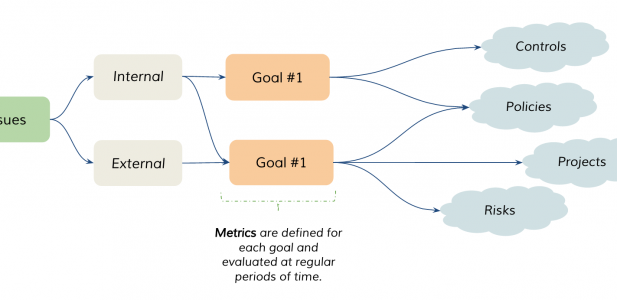 Controls
Internal
Goal #1
Policies
sues
External
Goal #1
Projects
Risks
Metrics are defined for
each goal and
evaluated at regular
periods of time.